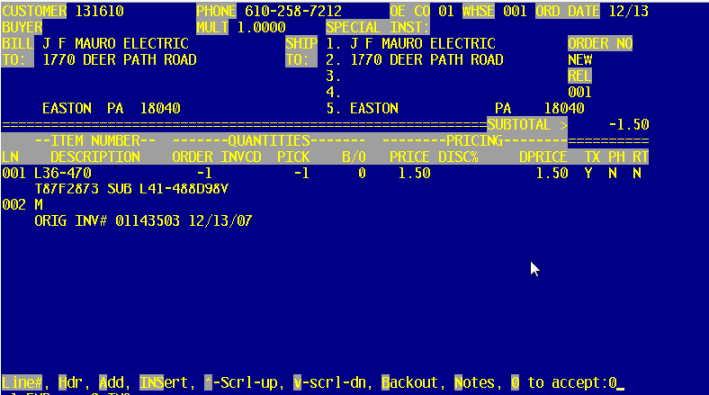 CUSTOMER 131610 PHONE 610-258-7212 OE CO 01 WHSE 001 ORD DATE 12/13
BUYER MULT 1.0000 SPECIAL INST:
BILL J F MAURO ELECTRIC SHIP 1. J F MAURO ELECTRIC ORDER NO
TO: 1770 DEER PATH ROAD TO: 2. 1770 DEER PATH ROAD NEW
3. REL
4. 001
EASTON PA 18040 5. EASTON PA 18040
SUBTOTAL > -1.50
--ITEM NUMBER-- -------QUANTITIES------- --------PRICING--------
LN DESCRIPTION ORDER INVCD PICK B/O PRICE DISC% DPRICE TX PH RT
001 L36-470 -1 -1 0 1.50 1.50 Y N N
T87F2873 SUB L41-488D98V
002 M
ORIG INV# 01143503 12/13/07
Line#, Hdr, Add, INSert, ^-Scrl-up, v-scrl-dn, Backout, Notes, 0 to accept:0_